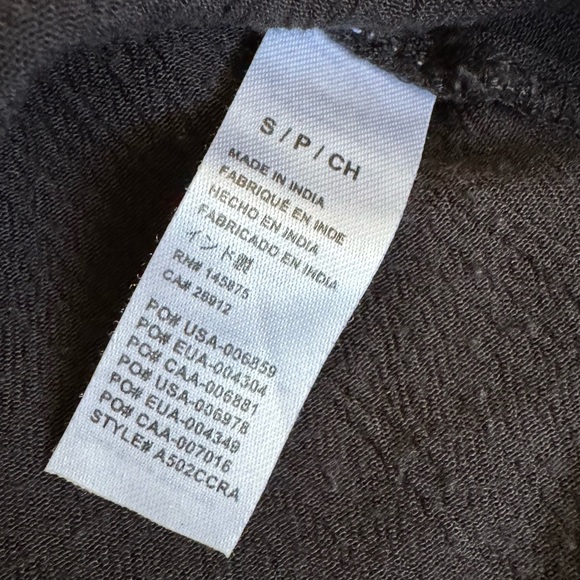 S / P / CH
MADE IN INDIA
FABRIQUÉ EN INDE
HECHO EN INDIA
FABRICADO EN INDIA
インド製
RN# 145875
CA# 26912
PO# USA-006859
PO# EUA-004304
PO# CAA-006881
PO# USA-006978
PO# EUA-004349
PO# CAA-007016
STYLE# A502CCRA